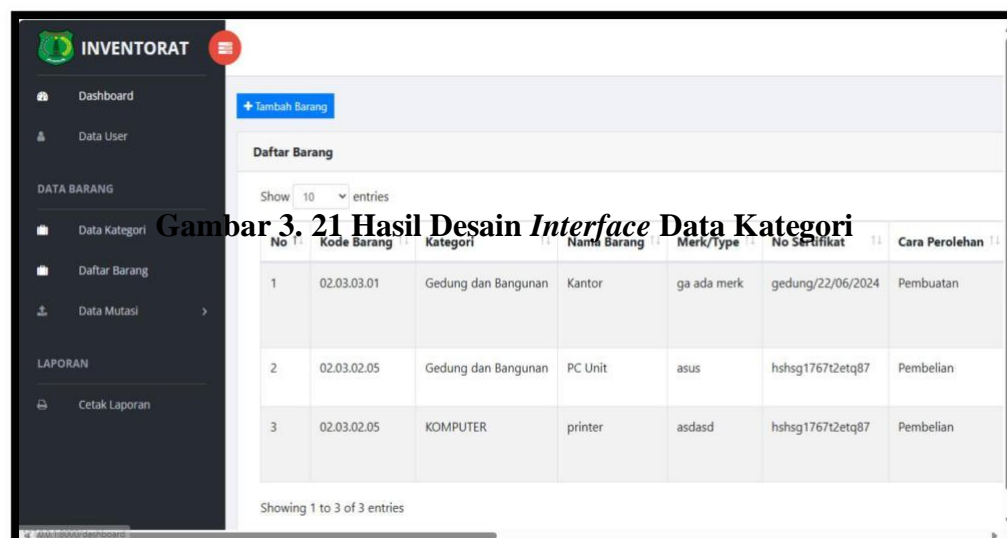 INVENTORAT
Dashboard
Data User
DATA BARANG
Data Kategori
Daftar Barang
Data Mutasi
LAPORAN
Cetak Laporan
+ Tambah Barang
Daftar Barang
Show 10 entries
Gambar 3. 21 Hasil Desain Interface Data Kategori
No Kode Barang Kategori Nama Barang Merk/Type No Sertifikat Cara Perolehan
1 02.03.03.01 Gedung dan Bangunan Kantor ga ada merk gedung/22/06/2024 Pembuatan
2 02.03.02.05 Gedung dan Bangunan PC Unit asus hshsg1767t2etq87 Pembelian
3 02.03.02.05 KOMPUTER printer asdasd hshsg1767t2etq87 Pembelian
Showing 1 to 3 of 3 entries